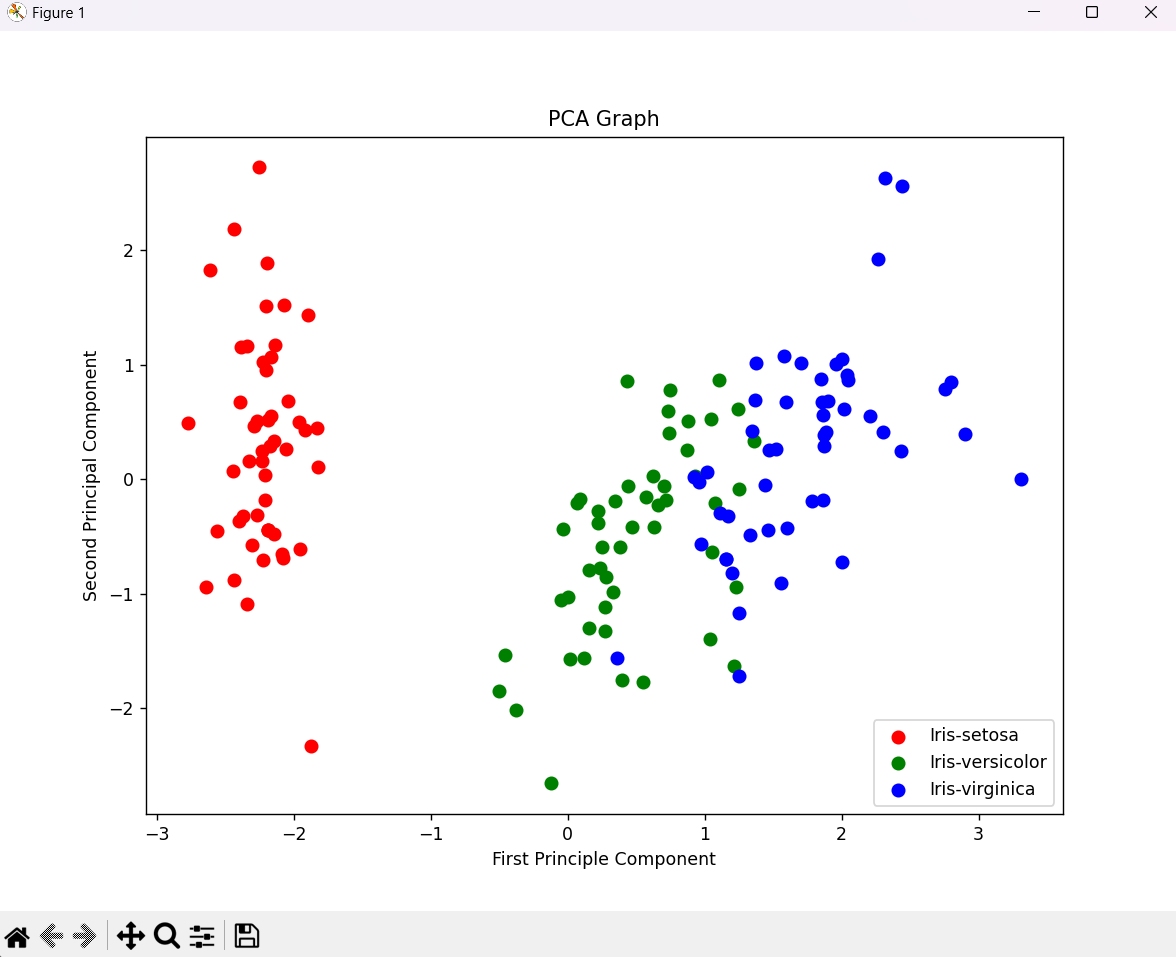 Figure 1
PCA Graph
Second Principal Component
2
1
0
−1
−2
−3
−2
−1
0
1
2
3
First Principle Component
Iris-setosa
Iris-versicolor
Iris-virginica